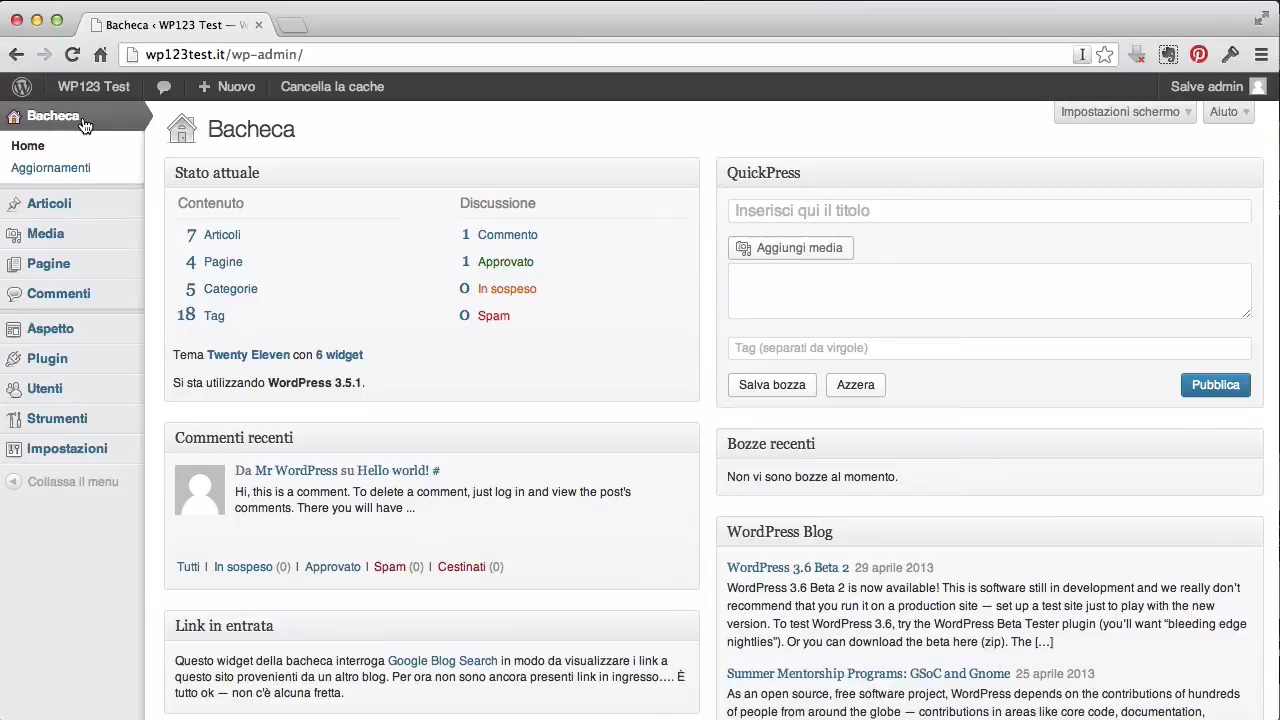 Bacheca ‹ WP123 Test — W
wp123test.it/wp-admin/
WP123 Test
Nuovo
Cancella la cache
Salve admin
Bacheca
Home
Aggiornamenti
Articoli
Media
Pagine
Commenti
Aspetto
Plugin
Utenti
Strumenti
Impostazioni
Collassa il menu
Impostazioni schermo
Aiuto
Bacheca
Stato attuale
Contenuto
7 Articoli
4 Pagine
5 Categorie
18 Tag
Discussione
1 Commento
1 Approvato
0 In sospeso
0 Spam
Tema Twenty Eleven con 6 widget
Si sta utilizzando WordPress 3.5.1.
Commenti recenti
Da Mr WordPress su Hello world! #
Hi, this is a comment. To delete a comment, just log in and view the post's
comments. There you will have ...
Tutti | In sospeso (0) | Approvato | Spam (0) | Cestinati (0)
Link in entrata
Questo widget della bacheca interroga Google Blog Search in modo da visualizzare i link a
questo sito provenienti da un altro blog. Per ora non sono ancora presenti link in ingresso…. È
tutto ok — non c'è alcuna fretta.
QuickPress
Inserisci qui il titolo
Aggiungi media
Tag (separati da virgole)
Salva bozza
Azzera
Pubblica
Bozze recenti
Non vi sono bozze al momento.
WordPress Blog
WordPress 3.6 Beta 2 29 aprile 2013
WordPress 3.6 Beta 2 is now available! This is software still in development and we really don't
recommend that you run it on a production site — set up a test site just to play with the new
version. To test WordPress 3.6, try the WordPress Beta Tester plugin (you'll want “bleeding edge
nightlies”). Or you can download the beta here (zip). The […]
Summer Mentorship Programs: GSoC and Gnome 25 aprile 2013
As an open source, free software project, WordPress depends on the contributions of hundreds
of people from around the globe — contributions in areas like core code, documentation,